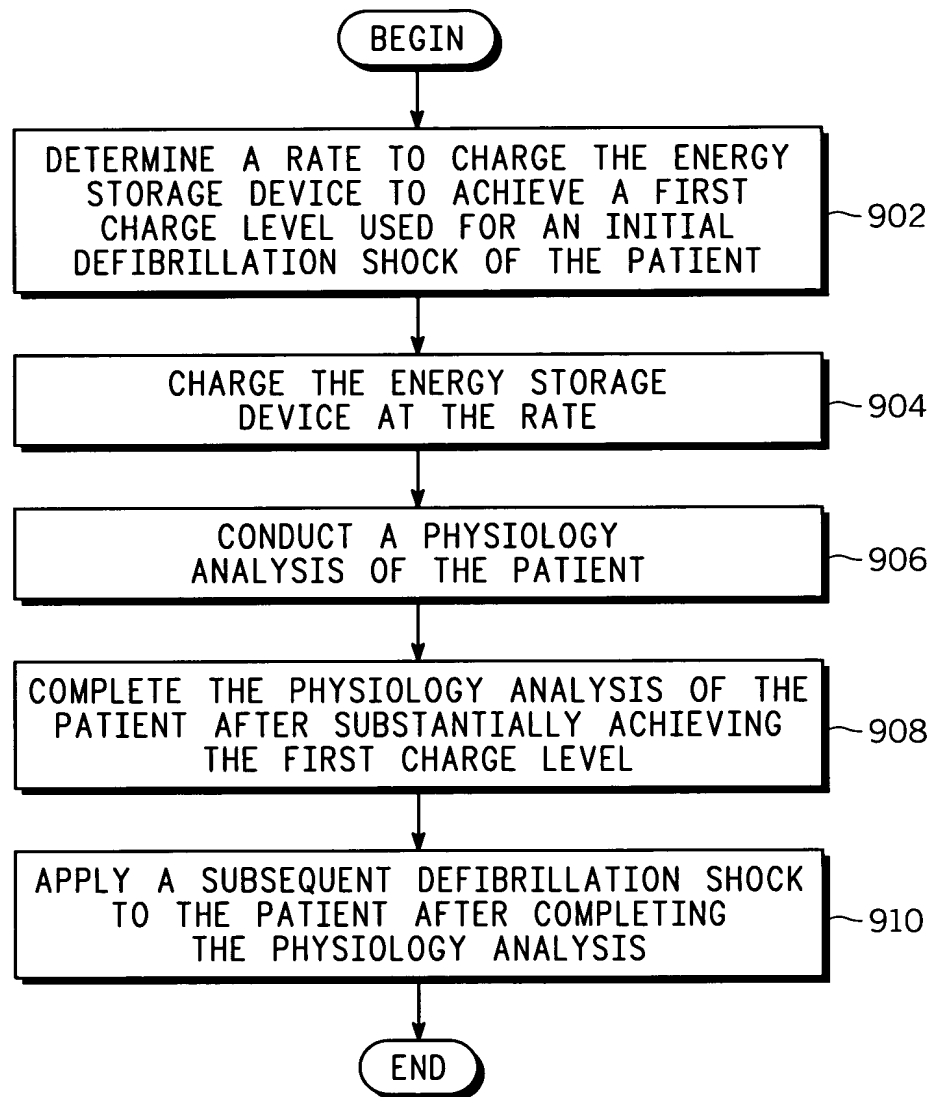 BEGIN
DETERMINE A RATE TO CHARGE THE ENERGY
STORAGE DEVICE TO ACHIEVE A FIRST
CHARGE LEVEL USED FOR AN INITIAL
DEFIBRILLATION SHOCK OF THE PATIENT
902
CHARGE THE ENERGY STORAGE
DEVICE AT THE RATE
904
CONDUCT A PHYSIOLOGY
ANALYSIS OF THE PATIENT
906
COMPLETE THE PHYSIOLOGY ANALYSIS OF THE
PATIENT AFTER SUBSTANTIALLY ACHIEVING
THE FIRST CHARGE LEVEL
908
APPLY A SUBSEQUENT DEFIBRILLATION SHOCK
TO THE PATIENT AFTER COMPLETING
THE PHYSIOLOGY ANALYSIS
910
END